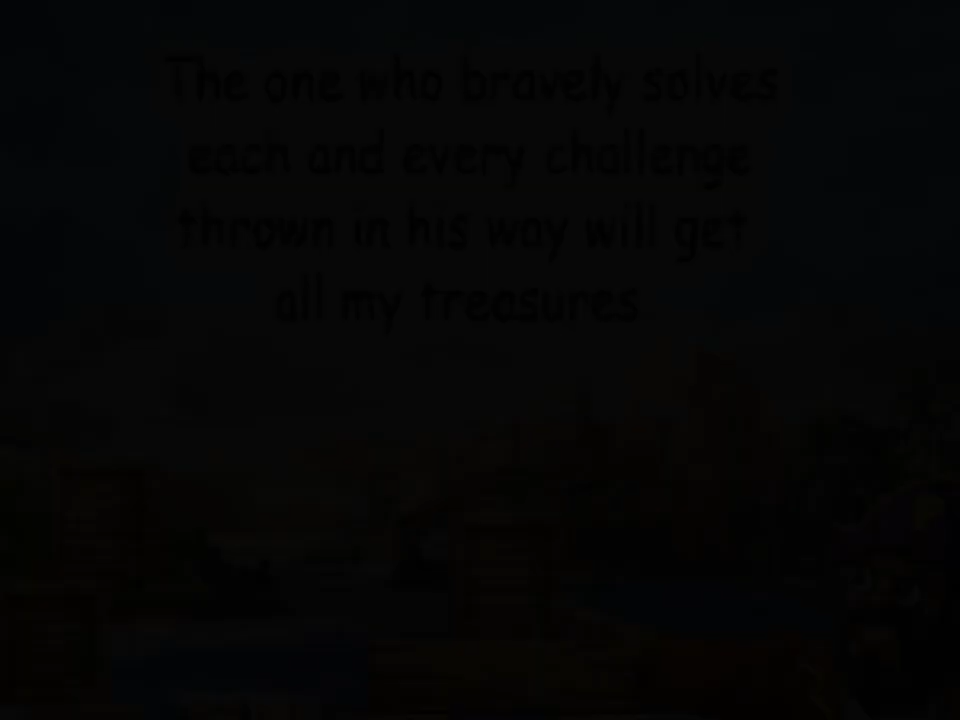 The one who bravely solves
each and every challenge
thrown in his way will get
all my treasures